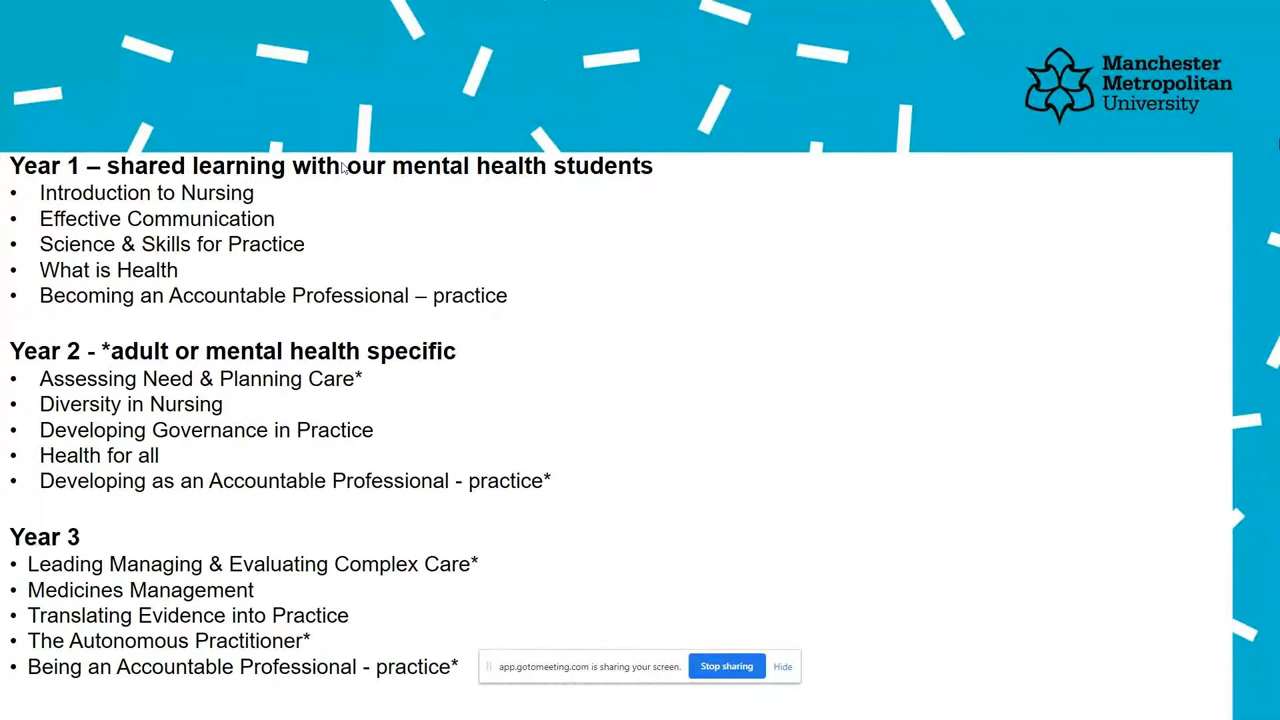 Manchester
Metropolitan
University
Year 1 – shared learning with our mental health students
• Introduction to Nursing
• Effective Communication
• Science & Skills for Practice
• What is Health
• Becoming an Accountable Professional – practice
Year 2 - *adult or mental health specific
• Assessing Need & Planning Care*
• Diversity in Nursing
• Developing Governance in Practice
• Health for all
• Developing as an Accountable Professional - practice*
Year 3
• Leading Managing & Evaluating Complex Care*
• Medicines Management
• Translating Evidence into Practice
• The Autonomous Practitioner*
• Being an Accountable Professional - practice*
app.gotomeeting.com is sharing your screen. Stop sharing Hide